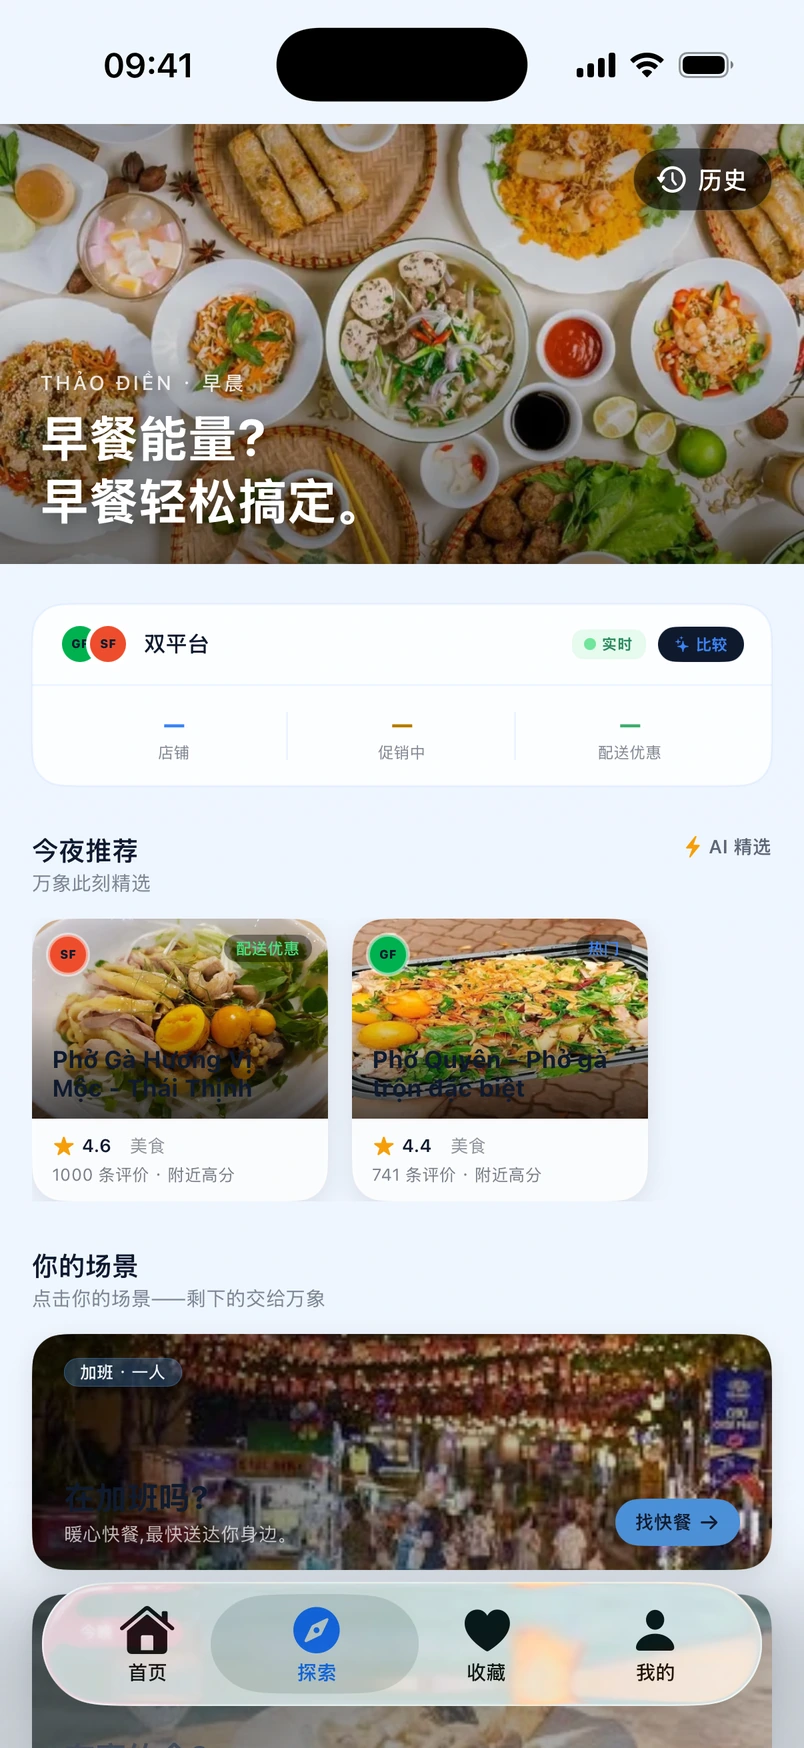 09:41
历史
THẢO ĐIỀN · 早晨
早餐能量?
早餐轻松搞定。
GF SF 双平台
实时
比较
店铺
促销中
配送优惠
今夜推荐
AI 精选
万象此刻精选
SF
配送优惠
Phở Gà Hương Vị
Mộc – Thái Thịnh
4.6 美食
1000 条评价 · 附近高分
GF
热门
Phở Quyên – Phở gà
trộn đặc biệt
4.4 美食
741 条评价 · 附近高分
你的场景
点击你的场景——剩下的交给万象
加班 · 一人
在加班吗?
暖心快餐,最快送达你身边。
找快餐
首页
探索
收藏
我的